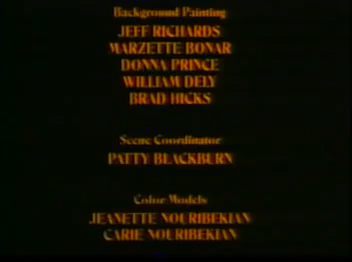 Background Painting
JEFF RICHARDS
MARZETTE BONAR
DONNA PRINCE
WILLIAM DELY
BRAD HICKS
Scene Coordinator
PATTY BLACKBURN
Color Models
JEANETTE NOURIBEKIAN
CARIE NOURIBEKIAN